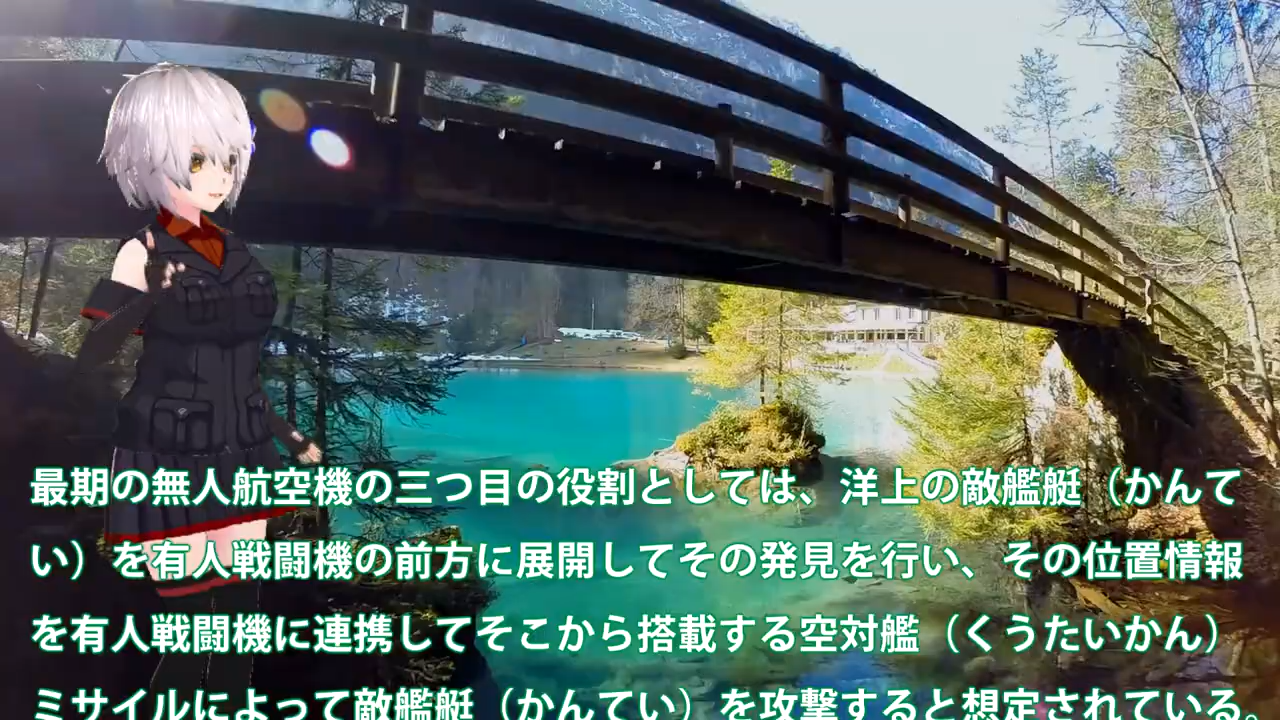 最期の無人航空機の三つ目の役割としては、洋上の敵艦艇（かんて
い）を有人戦闘機の前方に展開してその発見を行い、その位置情報
を有人戦闘機に連携してそこから搭載する空対艦（くうたいかん）
ミサイルによって敵艦艇（かんてい）を攻撃すると想定されている。